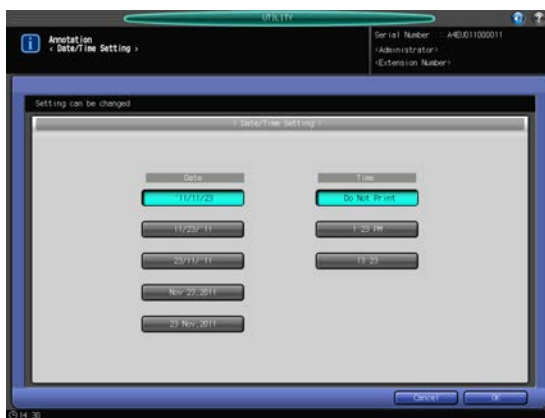 UTILITY
Annotation
< Date/Time Setting >
Serial Number : A4EU011000011
<Administrator>
<Extension Number>
Setting can be changed
< Date/Time Setting >
Date
Time
'11/11/23
Do Not Print
11/23/'11
1:23 PM
23/11/'11
13:23
Nov 23,2011
23 Nov,2011
Cancel
OK
14:30